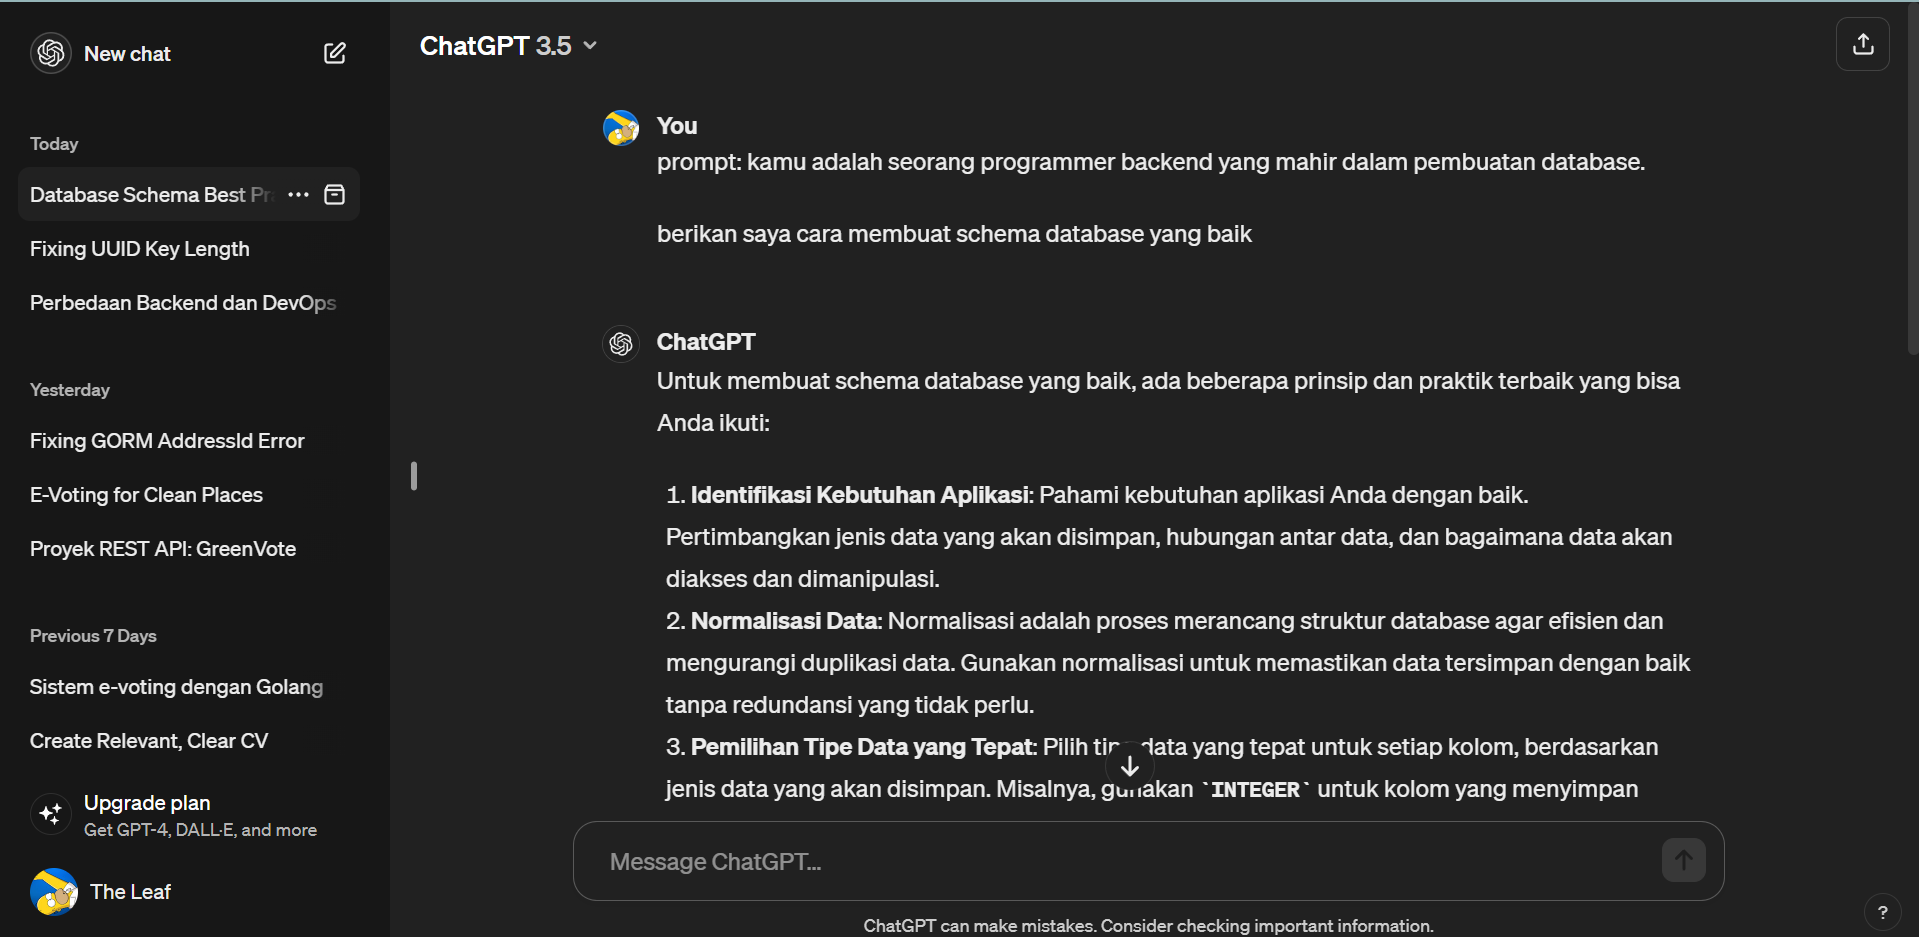 New chat
Today
Database Schema Best
Fixing UUID Key Length
Perbedaan Backend dan DevOps
Yesterday
Fixing GORM AddressId Error
E-Voting for Clean Places
Proyek REST API: GreenVote
Previous 7 Days
Sistem e-voting dengan Golang
Create Relevant, Clear CV
Upgrade plan
Get GPT-4, DALL·E, and more
The Leaf
ChatGPT 3.5
You
prompt: kamu adalah seorang programmer backend yang mahir dalam pembuatan database.
berikan saya cara membuat schema database yang baik
ChatGPT
Untuk membuat schema database yang baik, ada beberapa prinsip dan praktik terbaik yang bisa
Anda ikuti:
1. Identifikasi Kebutuhan Aplikasi: Pahami kebutuhan aplikasi Anda dengan baik.
Pertimbangkan jenis data yang akan disimpan, hubungan antar data, dan bagaimana data akan
diakses dan dimanipulasi.
2. Normalisasi Data: Normalisasi adalah proses merancang struktur database agar efisien dan
mengurangi duplikasi data. Gunakan normalisasi untuk memastikan data tersimpan dengan baik
tanpa redundansi yang tidak perlu.
3. Pemilihan Tipe Data yang Tepat: Pilih data yang tepat untuk setiap kolom, berdasarkan
jenis data yang akan disimpan. Misalnya, gunakan `INTEGER` untuk kolom yang menyimpan
Message ChatGPT...
ChatGPT can make mistakes. Consider checking important information.
?